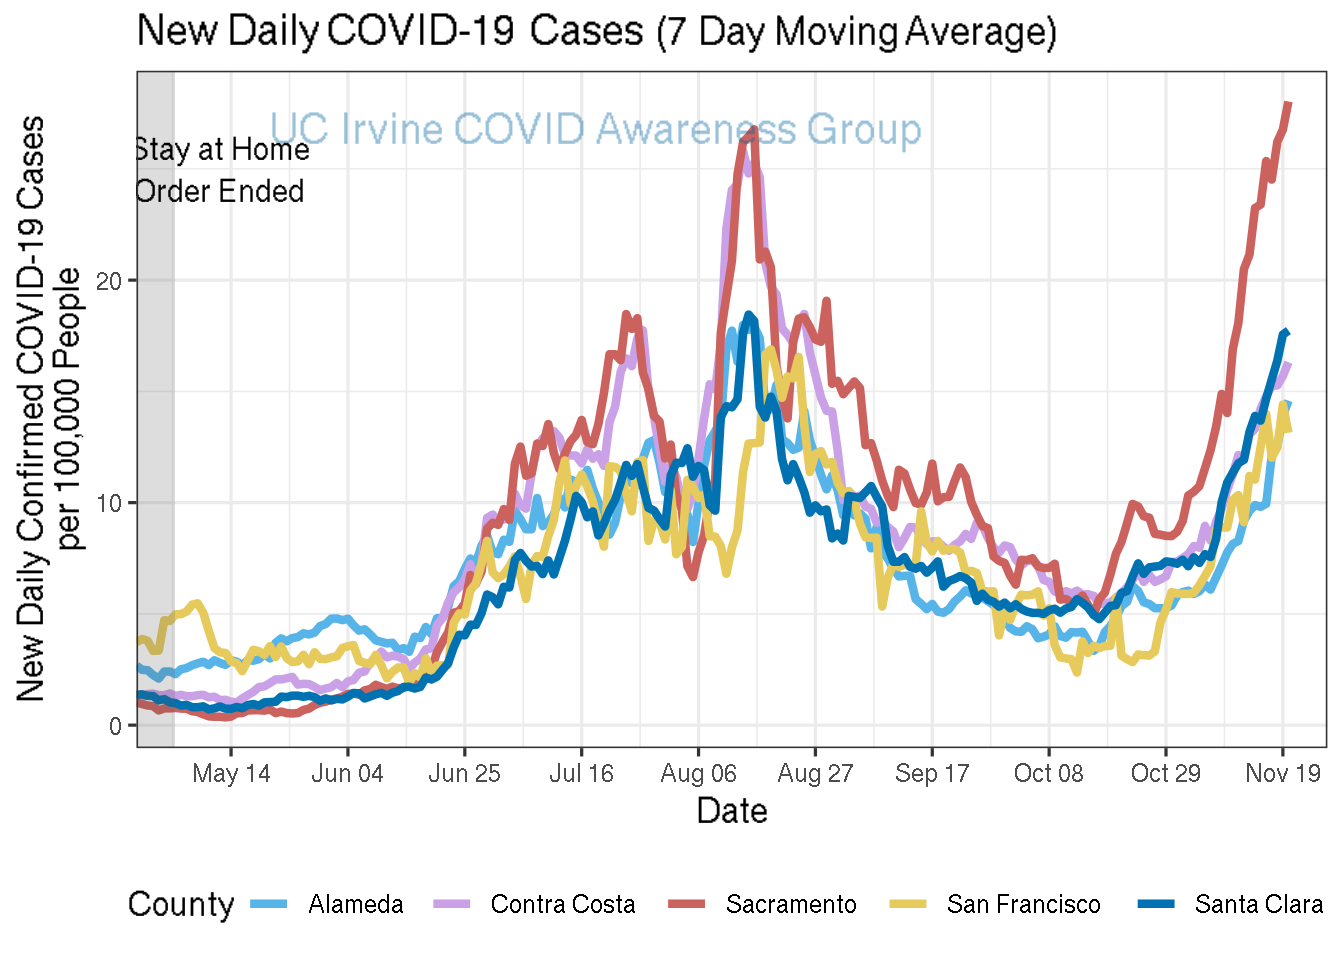 New Daily COVID-19 Cases (7 Day Moving Average)
UC Irvine COVID Awareness Group
Stay at Home
Order Ended
New Daily Confirmed COVID-19 Cases
per 100,000 People
20
10
0
May 14 Jun 04 Jun 25 Jul 16 Aug 06 Aug 27 Sep 17 Oct 08 Oct 29 Nov 19
Date
County Alameda Contra Costa Sacramento San Francisco Santa Clara